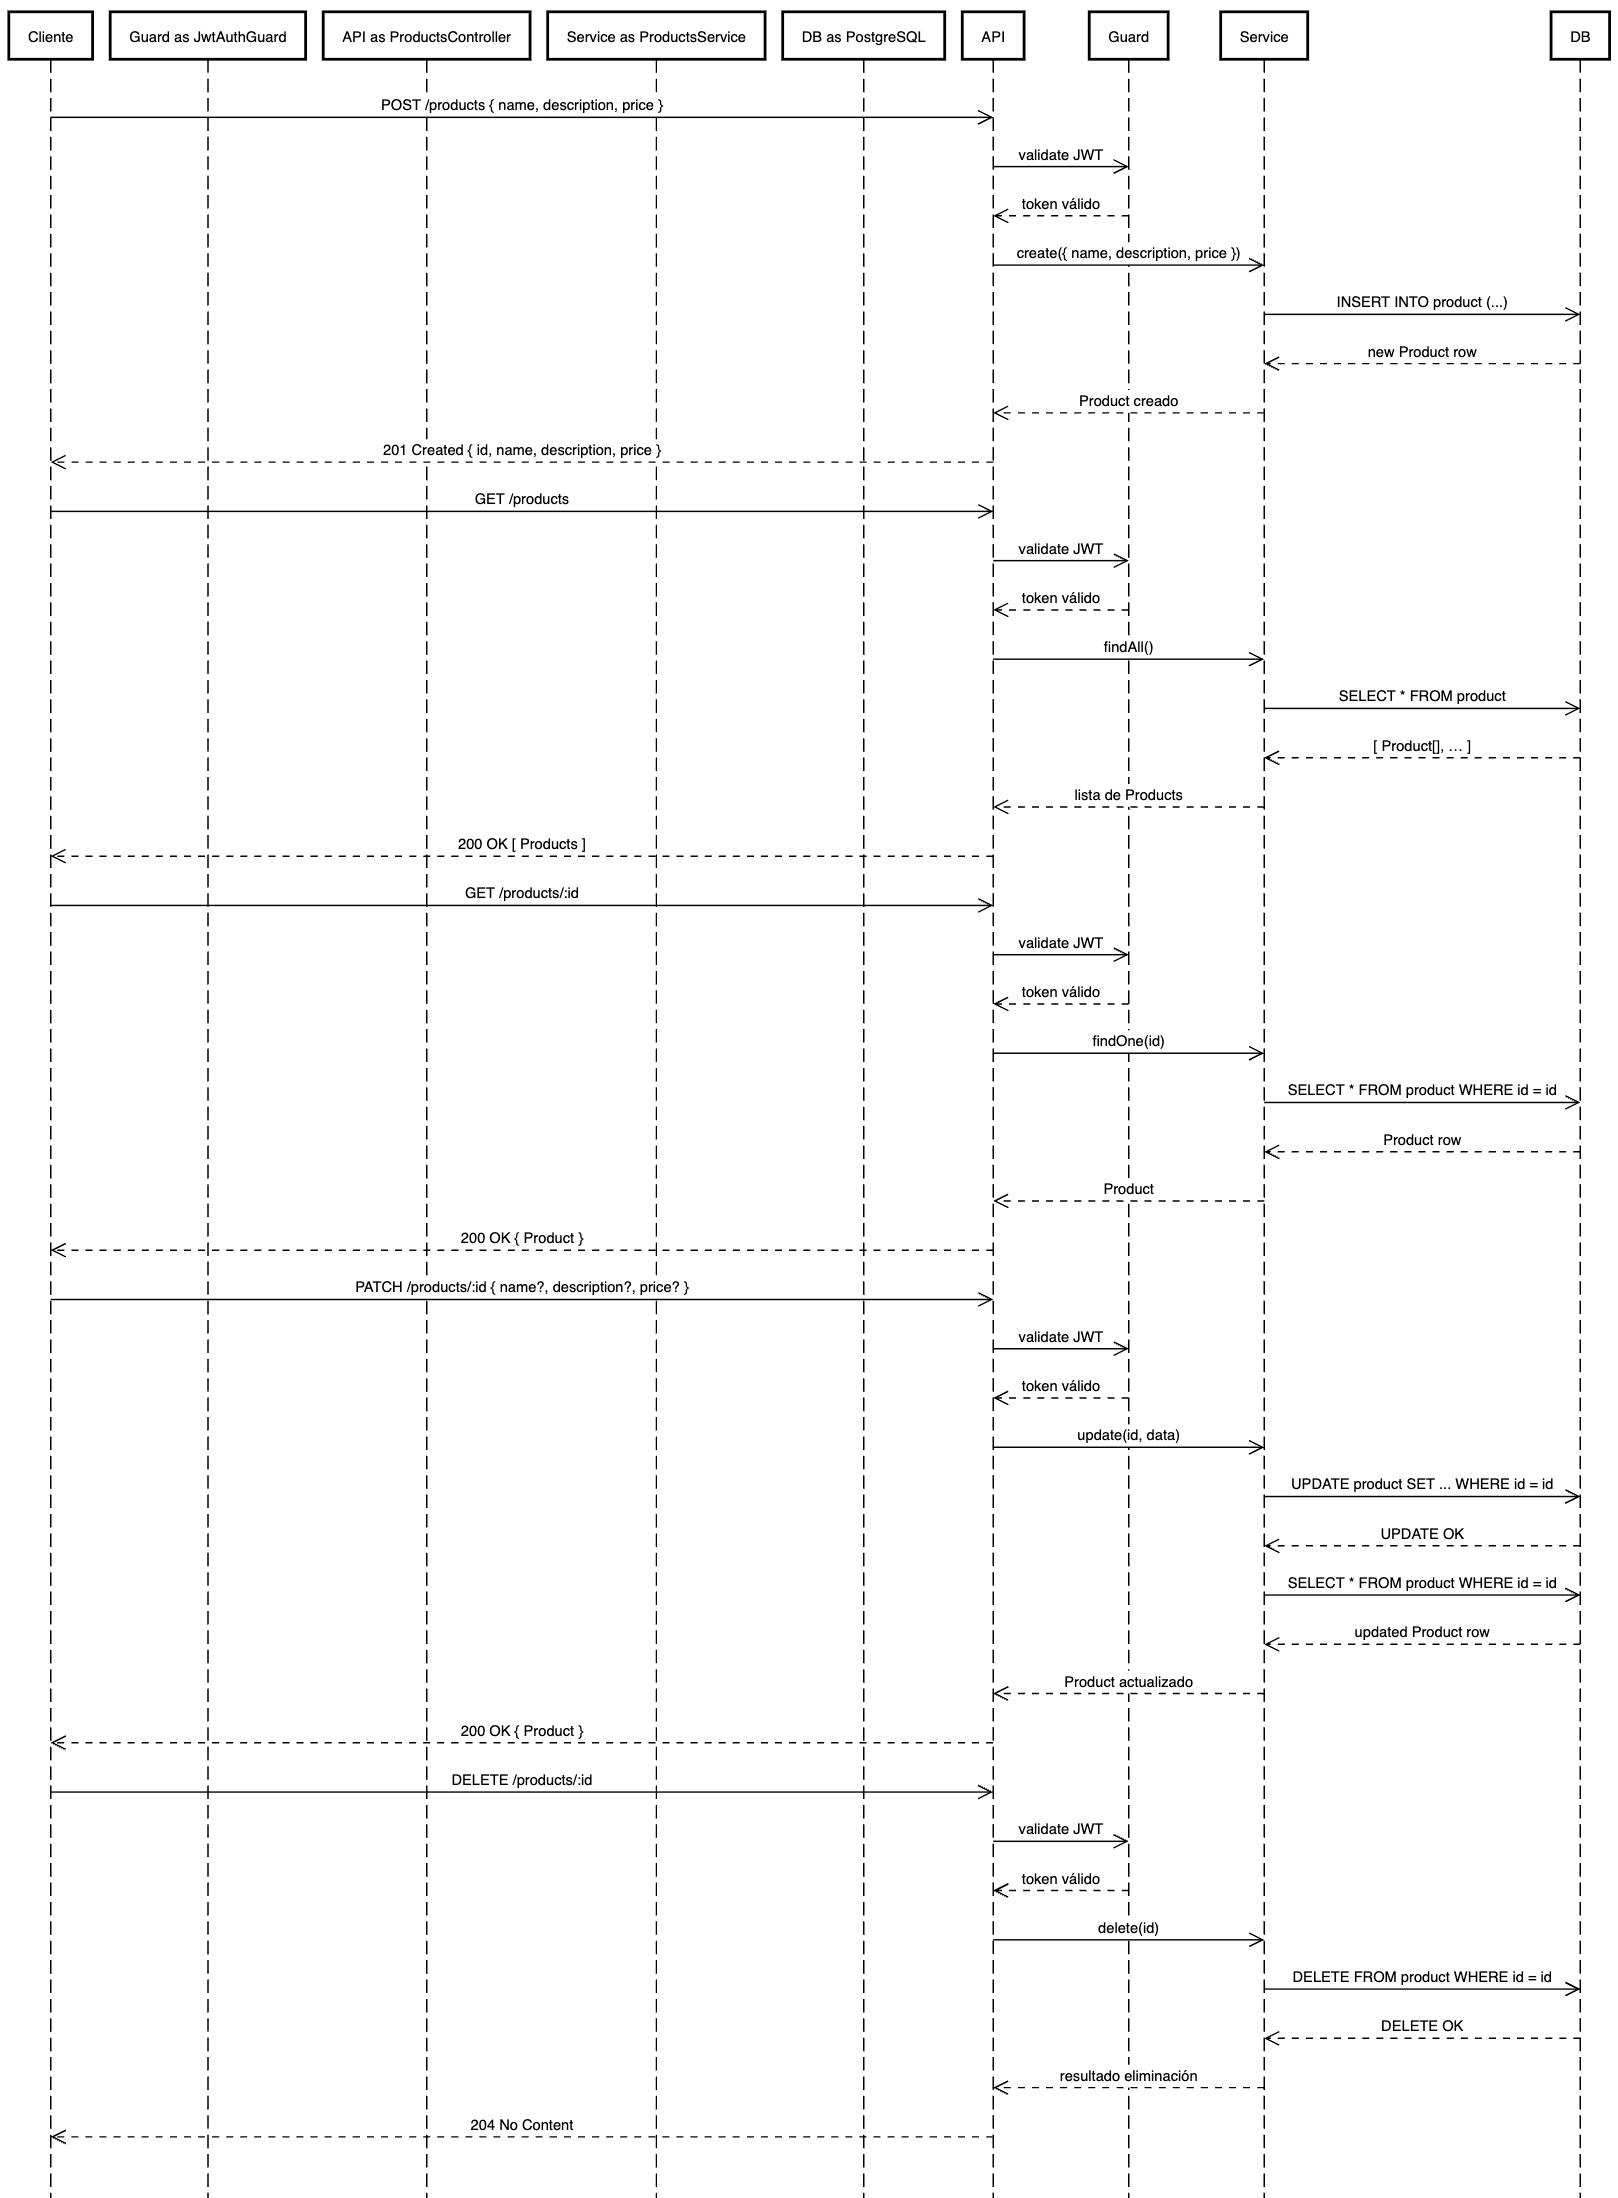 Cliente
Guard as JwtAuthGuard
API as ProductsController
Service as ProductsService
DB as PostgreSQL
API
Guard
Service
DB
POST /products { name, description, price }
validate JWT
token válido
create({ name, description, price })
INSERT INTO product (...)
new Product row
Product creado
201 Created { id, name, description, price }
GET /products
validate JWT
token válido
findAll()
SELECT * FROM product
[ Product[], … ]
lista de Products
200 OK [ Products ]
GET /products/:id
validate JWT
token válido
findOne(id)
SELECT * FROM product WHERE id = id
Product row
Product
200 OK { Product }
PATCH /products/:id { name?, description?, price? }
validate JWT
token válido
update(id, data)
UPDATE product SET ... WHERE id = id
UPDATE OK
SELECT * FROM product WHERE id = id
updated Product row
Product actualizado
200 OK { Product }
DELETE /products/:id
validate JWT
token válido
delete(id)
DELETE FROM product WHERE id = id
DELETE OK
resultado eliminación
204 No Content